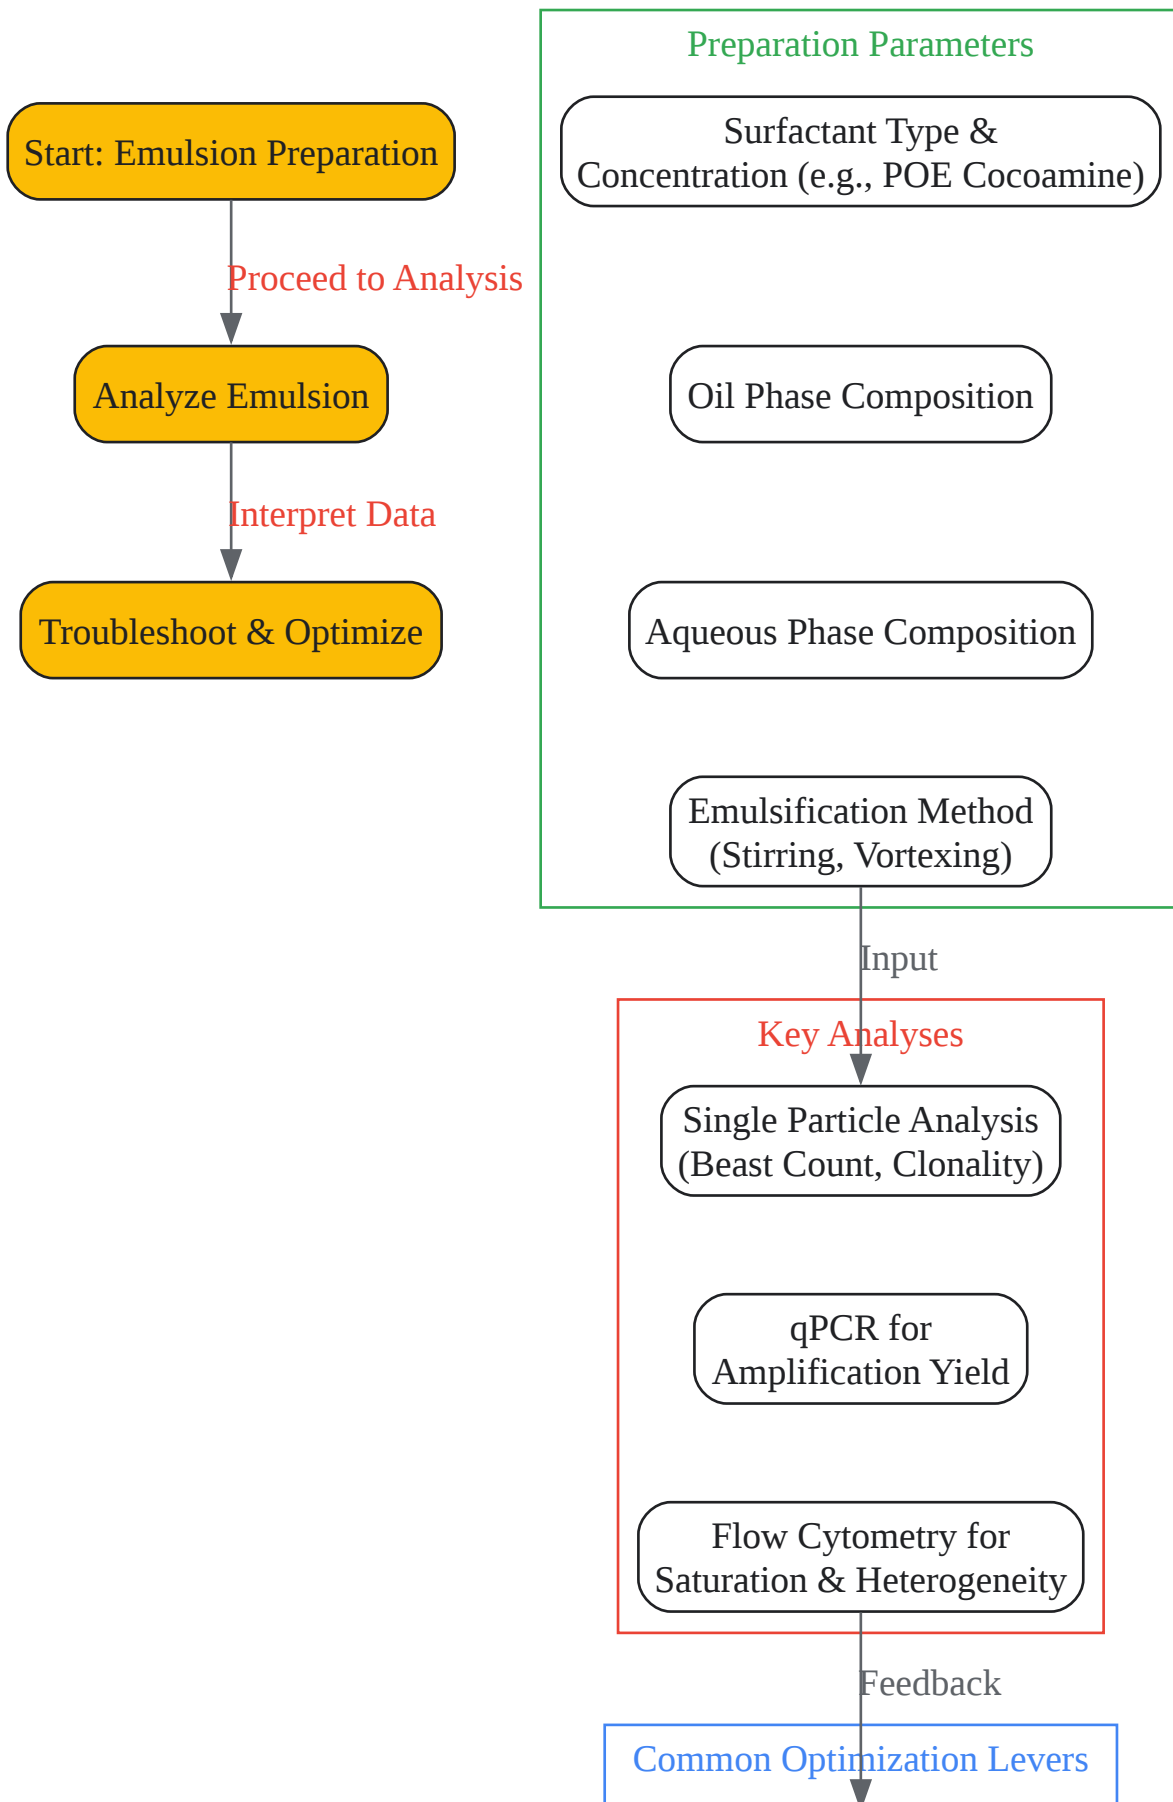 Start: Emulsion Preparation
Proceed to Analysis
Analyze Emulsion
Interpret Data
Troubleshoot & Optimize
Preparation Parameters
Surfactant Type &
Concentration (e.g., POE Cocoamine)
Oil Phase Composition
Aqueous Phase Composition
Emulsification Method
(Stirring, Vortexing)
Input
Key Analyses
Single Particle Analysis
(Beast Count, Clonality)
qPCR for
Amplification Yield
Flow Cytometry for
Saturation & Heterogeneity
Feedback
Common Optimization Levers